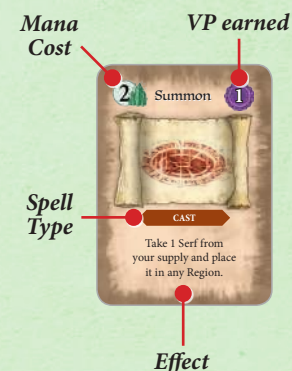 Mana
Cost
VP earned
2 Summon 1
Spell
Type
CAST
Take 1 Serf from
your supply and place
it in any Region.
Effect